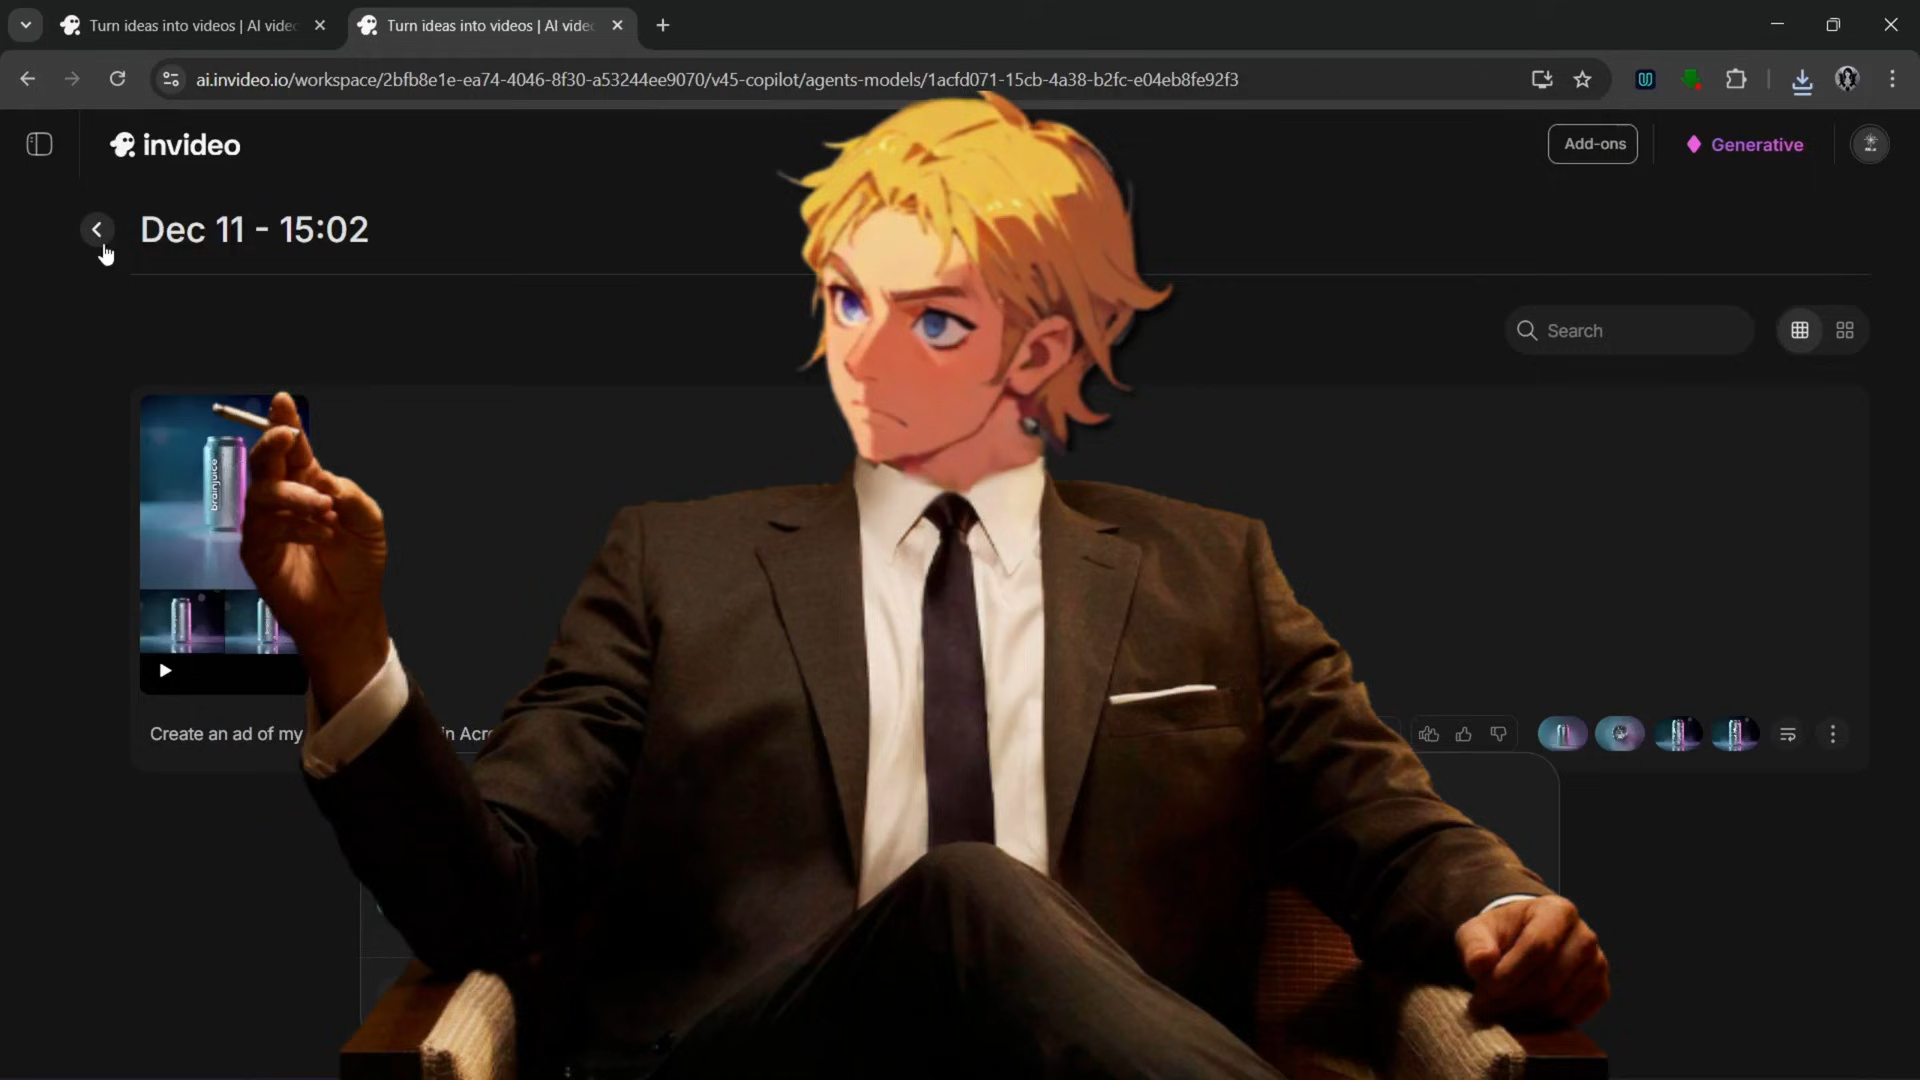 Turn ideas into videos | AI vide
Turn ideas into videos | AI vide
ai.invideo.io/workspace/2bfb8e1e-ea74-4046-8f30-a53244ee9070/v45-copilot/agents-models/1acfd071-15cb-4a38-b2fc-e04eb8fe92f3
invideo
Add-ons
Generative
Dec 11 - 15:02
Search
brainjuice
Create an ad of my
in Acr